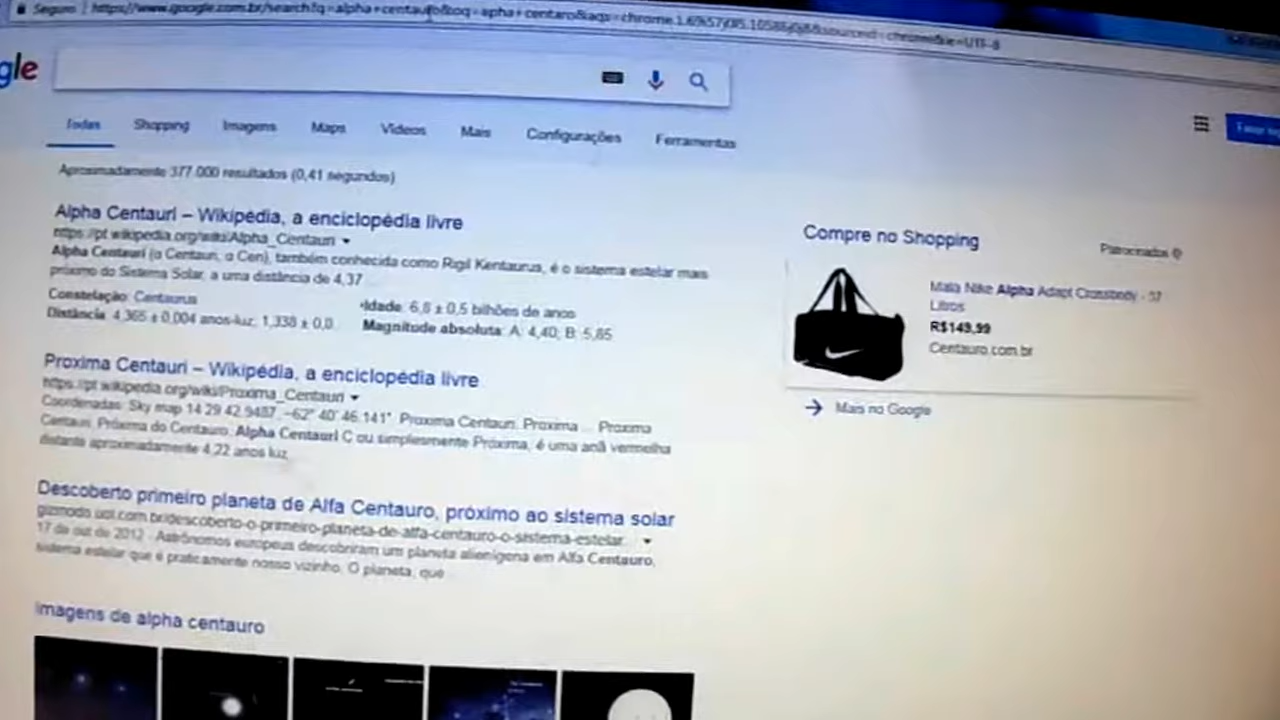 Seguro | https://www.google.com.br/search?q=alpha+centauro&oq=apha+centaro&aqs=chrome.1.69i57j0l5.10586j0j8&sourceid=chrome&ie=UTF-8
gle
Todas Shopping Imagens Maps Vídeos Mais Configurações Ferramentas
Aproximadamente 377.000 resultados (0,41 segundos)
Alpha Centauri – Wikipédia, a enciclopédia livre
https://pt.wikipedia.org/wiki/Alpha_Centauri
Alpha Centauri (α Centauri, α Cen), também conhecida como Rigil Kentaurus, é o sistema estelar mais
próximo do Sistema Solar, a uma distância de 4,37 ...
Constelação: Centaurus Idade: 6,8 ± 0,5 bilhões de anos
Distância: 4,365 ± 0,004 anos-luz; 1,338 ± 0,0... Magnitude absoluta: A: 4,40; B: 5,85
Proxima Centauri – Wikipédia, a enciclopédia livre
https://pt.wikipedia.org/wiki/Proxima_Centauri
Coordenadas: Sky map 14 29 42.9487, −62° 40′ 46.141″. Proxima Centauri. Proxima ... Proxima
Centauri, Próxima do Centauro, Alpha Centauri C ou simplesmente Próxima, é uma anã vermelha
distante aproximadamente 4,22 anos luz
Descoberto primeiro planeta de Alfa Centauro, próximo ao sistema solar
gizmodo.uol.com.br/descoberto-o-primeiro-planeta-de-alfa-centauro-o-sistema-estelar...
17 de out de 2012 - Astrônomos europeus descobriram um planeta alienígena em Alfa Centauro,
sistema estelar que é praticamente nosso vizinho. O planeta, que ...
Imagens de alpha centauro
Compre no Shopping Patrocinados
Mala Nike Alpha Adapt Crossbody - 37
Litros
R$149,99
Centauro.com.br
Mais no Google